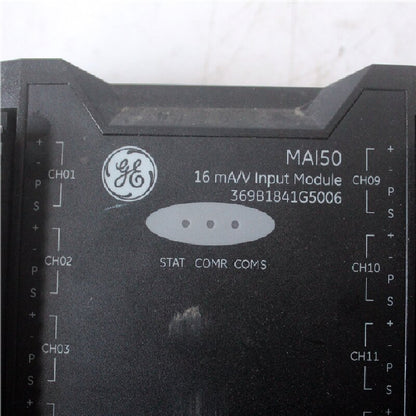 MAI50
16 mA/V Input Module
369B1841G5006
GE
STAT COMR COMS
+
-
P
S
CH01
+
-
P
S
CH02
+
-
P
S
CH03
+
-
P
S
CH09
+
-
P
S
CH10
+
-
P
S
CH11